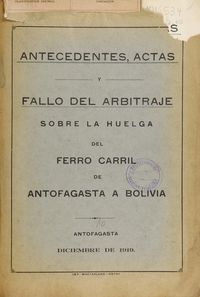 ANTECEDENTES, ACTAS
Y
FALLO DEL ARBITRAJE
SOBRE LA HUELGA
DEL
FERRO CARRIL
DE
ANTOFAGASTA A BOLIVIA
ANTOFAGASTA
DICIEMBRE DE 1919.